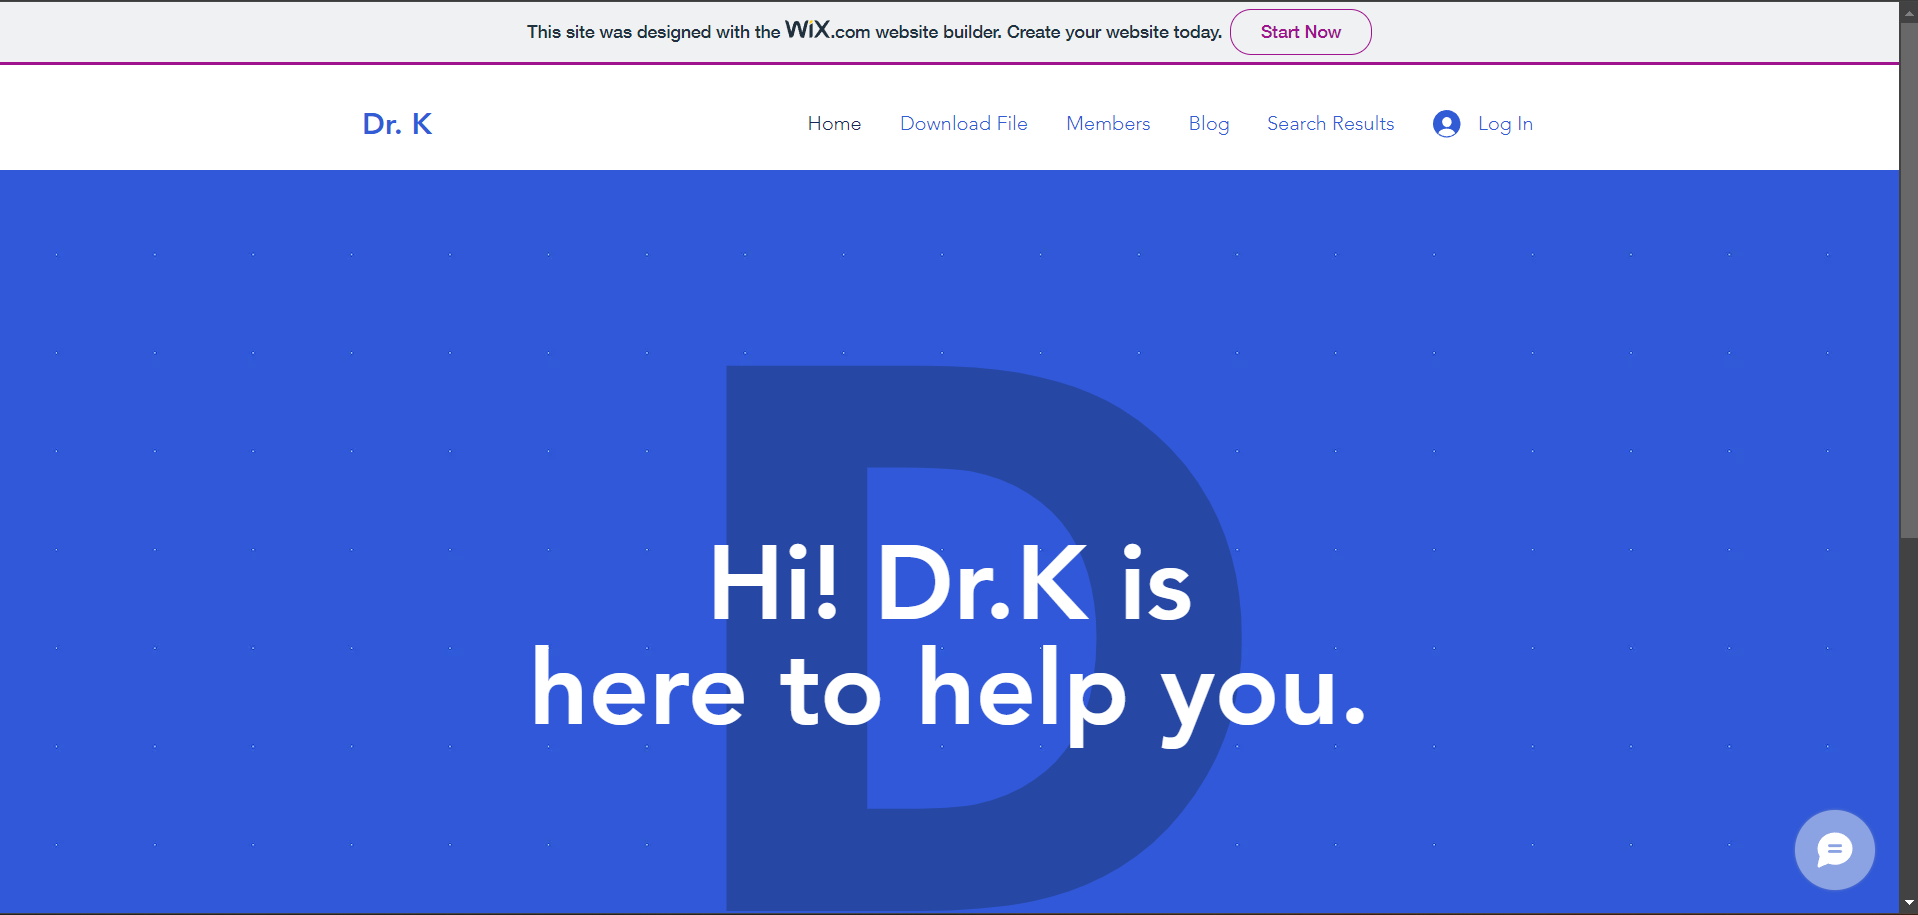 This site was designed with the WiX.com website builder. Create your website today. Start Now
Dr. K
Home Download File Members Blog Search Results Log In
D
Hi! Dr.K is
here to help you.